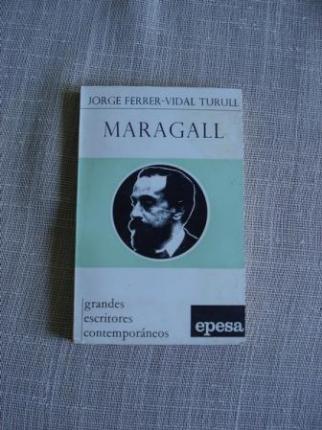 JORGE FERRER-VIDAL TURULL
MARAGALL
grandes
escritores
contemporáneos
epesa